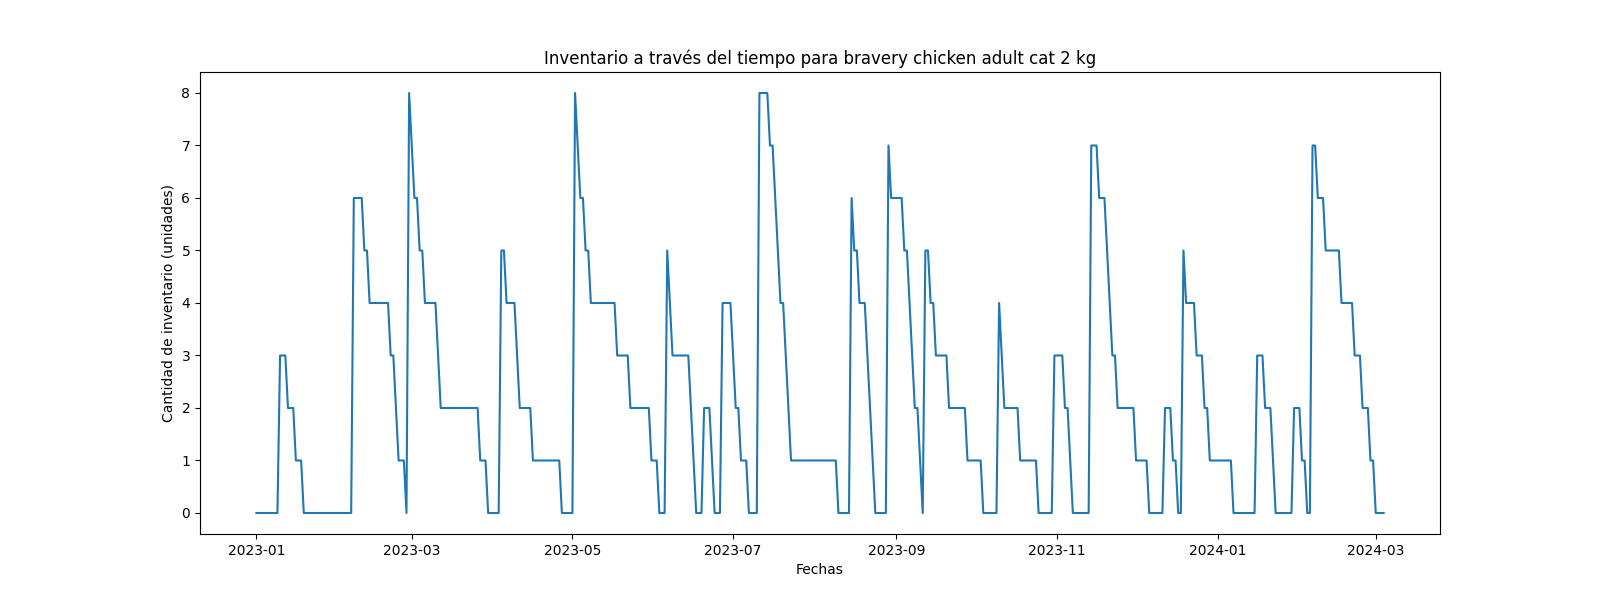 Inventario a través del tiempo para bravery chicken adult cat 2 kg
Cantidad de inventario (unidades)
8
7
6
5
4
3
2
1
0
2023-01 2023-03 2023-05 2023-07 2023-09 2023-11 2024-01 2024-03
Fechas